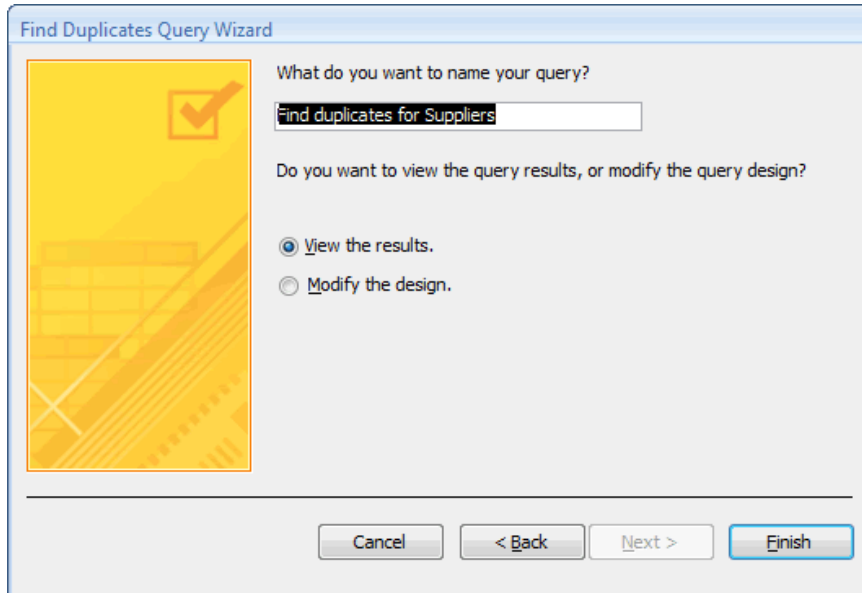 Find Duplicates Query Wizard
What do you want to name your query?
Find duplicates for Suppliers
Do you want to view the query results, or modify the query design?
View the results.
Modify the design.
Cancel
< Back
Next >
Finish